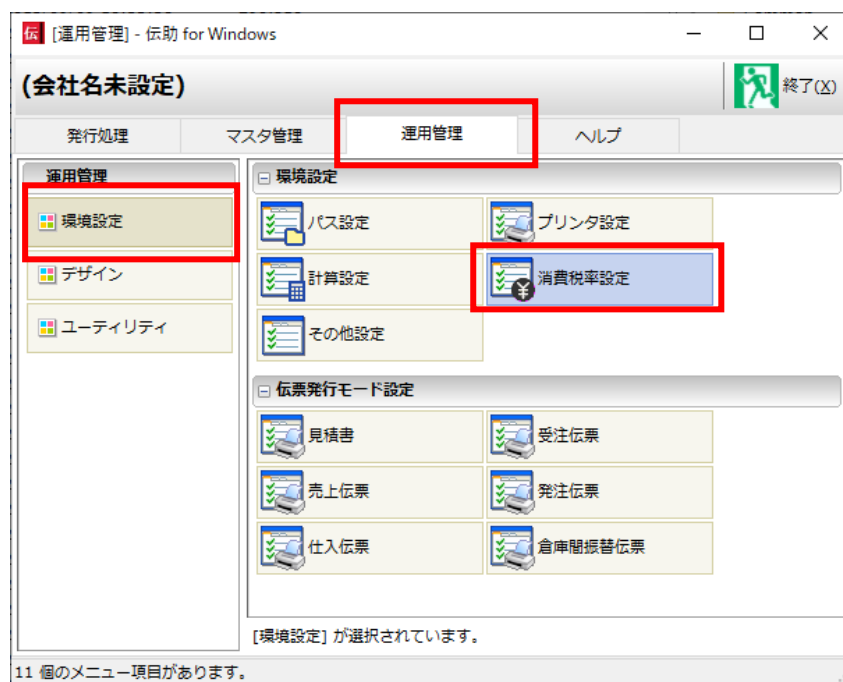 伝 [運用管理] - 伝助 for Windows
(会社名未設定)
終了(X)
発行処理 マスタ管理 運用管理 ヘルプ
運用管理
環境設定
デザイン
ユーティリティ
環境設定
パス設定 プリンタ設定
計算設定 消費税率設定
その他設定
伝票発行モード設定
見積書 受注伝票
売上伝票 発注伝票
仕入伝票 倉庫間振替伝票
[環境設定] が選択されています。
11 個のメニュー項目があります。